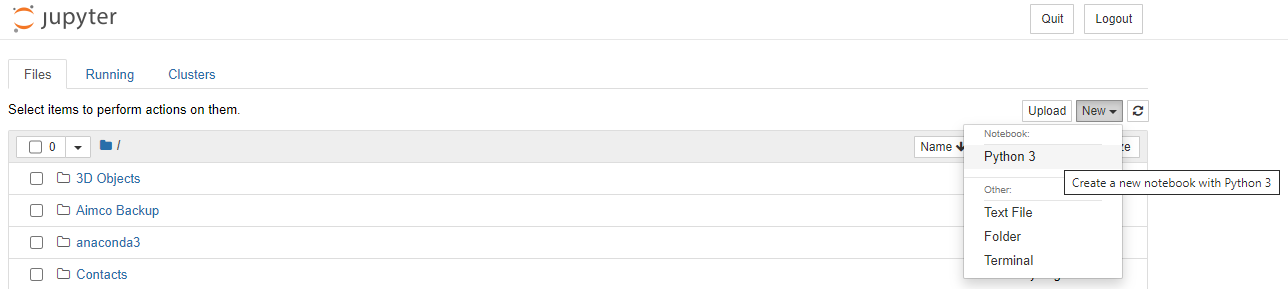 jupyter
Quit Logout
Files Running Clusters
Select items to perform actions on them.
Upload New
0 / Name
Notebook:
Python 3
Create a new notebook with Python 3
3D Objects
Other:
Aimco Backup
Text File
anaconda3
Folder
Terminal
Contacts